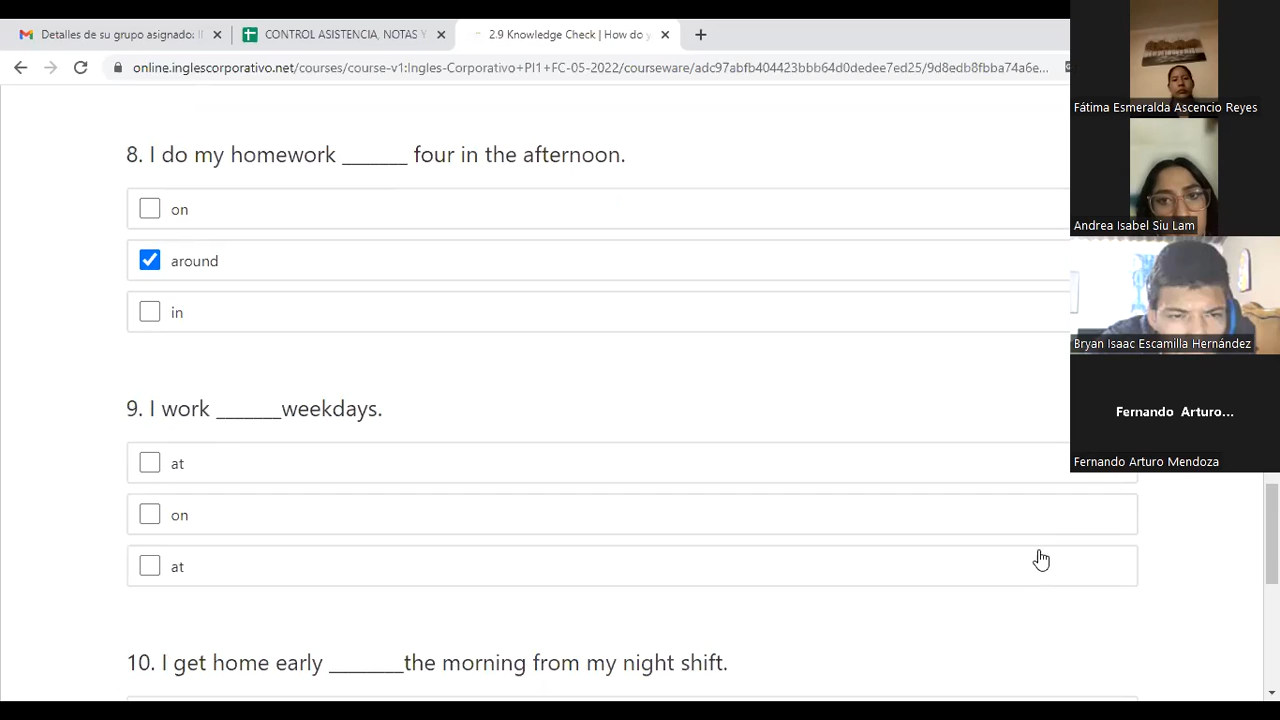 Detalles de su grupo asignado: I
CONTROL ASISTENCIA, NOTAS Y
2.9 Knowledge Check | How do y
online.inglescorporativo.net/courses/course-v1:Ingles-Corporativo+PI1+FC-05-2022/courseware/adc97abfb404423bbb64d0dedee7ed25/9d8edb8fbba74a6e...
8. I do my homework _______ four in the afternoon.
on
around
in
9. I work _______weekdays.
at
on
at
10. I get home early ________the morning from my night shift.
Fátima Esmeralda Ascencio Reyes
Andrea Isabel Siu Lam
Bryan Isaac Escamilla Hernández
Fernando Arturo...
Fernando Arturo Mendoza